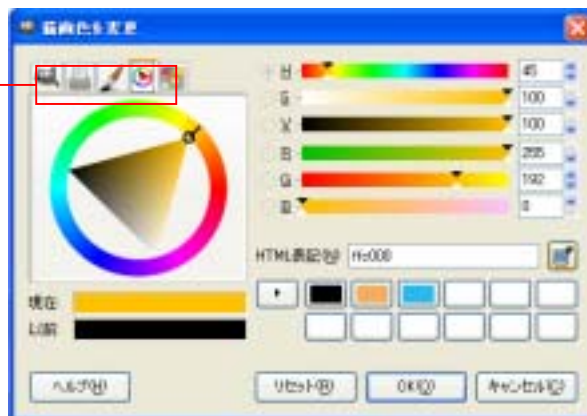 描画色を変更
H 45
S 100
V 100
R 255
G 192
B 0
HTML表記(N) ffc000
現在
以前
ヘルプ(H)
リセット(R)
OK(O)
キャンセル(C)